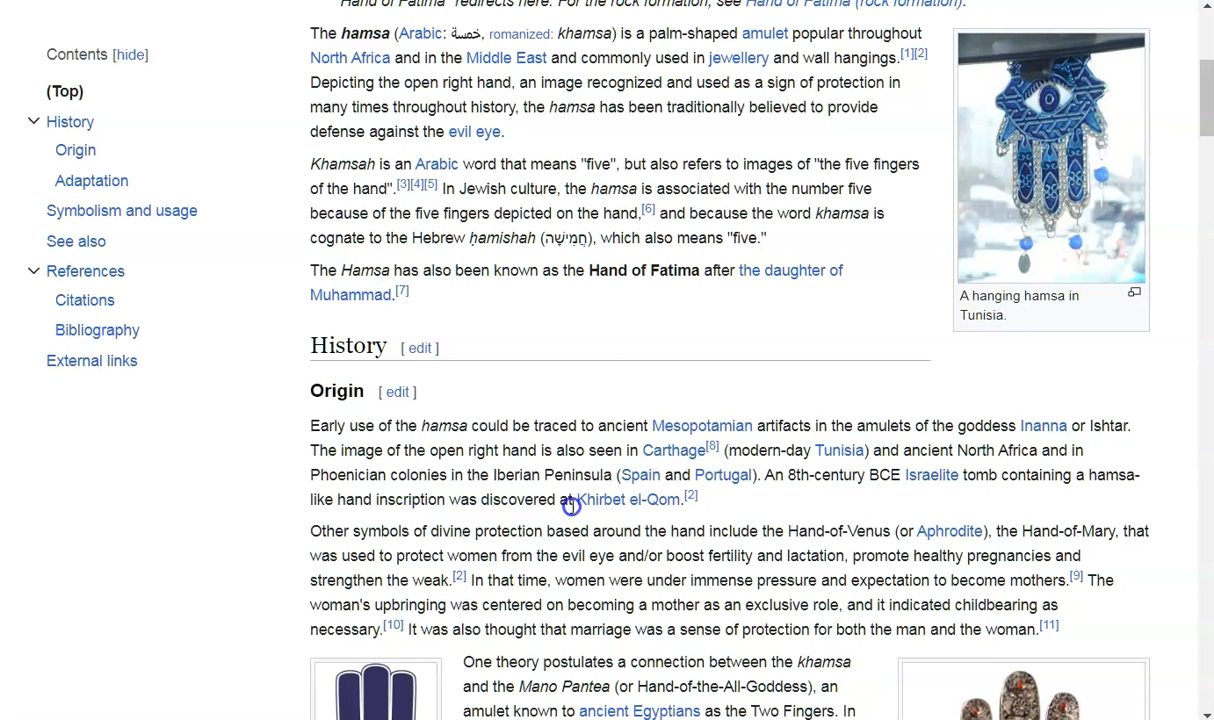 "Hand of Fatima" redirects here. For the rock formation, see Hand of Fatima (rock formation).
Contents [hide]
(Top)
History
Origin
Adaptation
Symbolism and usage
See also
References
Citations
Bibliography
External links
The hamsa (Arabic: خمسة, romanized: khamsa) is a palm-shaped amulet popular throughout
North Africa and in the Middle East and commonly used in jewellery and wall hangings.[1][2]
Depicting the open right hand, an image recognized and used as a sign of protection in
many times throughout history, the hamsa has been traditionally believed to provide
defense against the evil eye.
Khamsah is an Arabic word that means "five", but also refers to images of "the five fingers
of the hand".[3][4][5] In Jewish culture, the hamsa is associated with the number five
because of the five fingers depicted on the hand,[6] and because the word khamsa is
cognate to the Hebrew ḥamishah (חֲמִישָּׁה), which also means "five."
The Hamsa has also been known as the Hand of Fatima after the daughter of
Muhammad.[7]
A hanging hamsa in
Tunisia.
History [ edit ]
Origin [ edit ]
Early use of the hamsa could be traced to ancient Mesopotamian artifacts in the amulets of the goddess Inanna or Ishtar.
The image of the open right hand is also seen in Carthage[8] (modern-day Tunisia) and ancient North Africa and in
Phoenician colonies in the Iberian Peninsula (Spain and Portugal). An 8th-century BCE Israelite tomb containing a hamsa-
like hand inscription was discovered at Khirbet el-Qom.[2]
Other symbols of divine protection based around the hand include the Hand-of-Venus (or Aphrodite), the Hand-of-Mary, that
was used to protect women from the evil eye and/or boost fertility and lactation, promote healthy pregnancies and
strengthen the weak.[2] In that time, women were under immense pressure and expectation to become mothers.[9] The
woman's upbringing was centered on becoming a mother as an exclusive role, and it indicated childbearing as
necessary.[10] It was also thought that marriage was a sense of protection for both the man and the woman.[11]
One theory postulates a connection between the khamsa
and the Mano Pantea (or Hand-of-the-All-Goddess), an
amulet known to ancient Egyptians as the Two Fingers. In